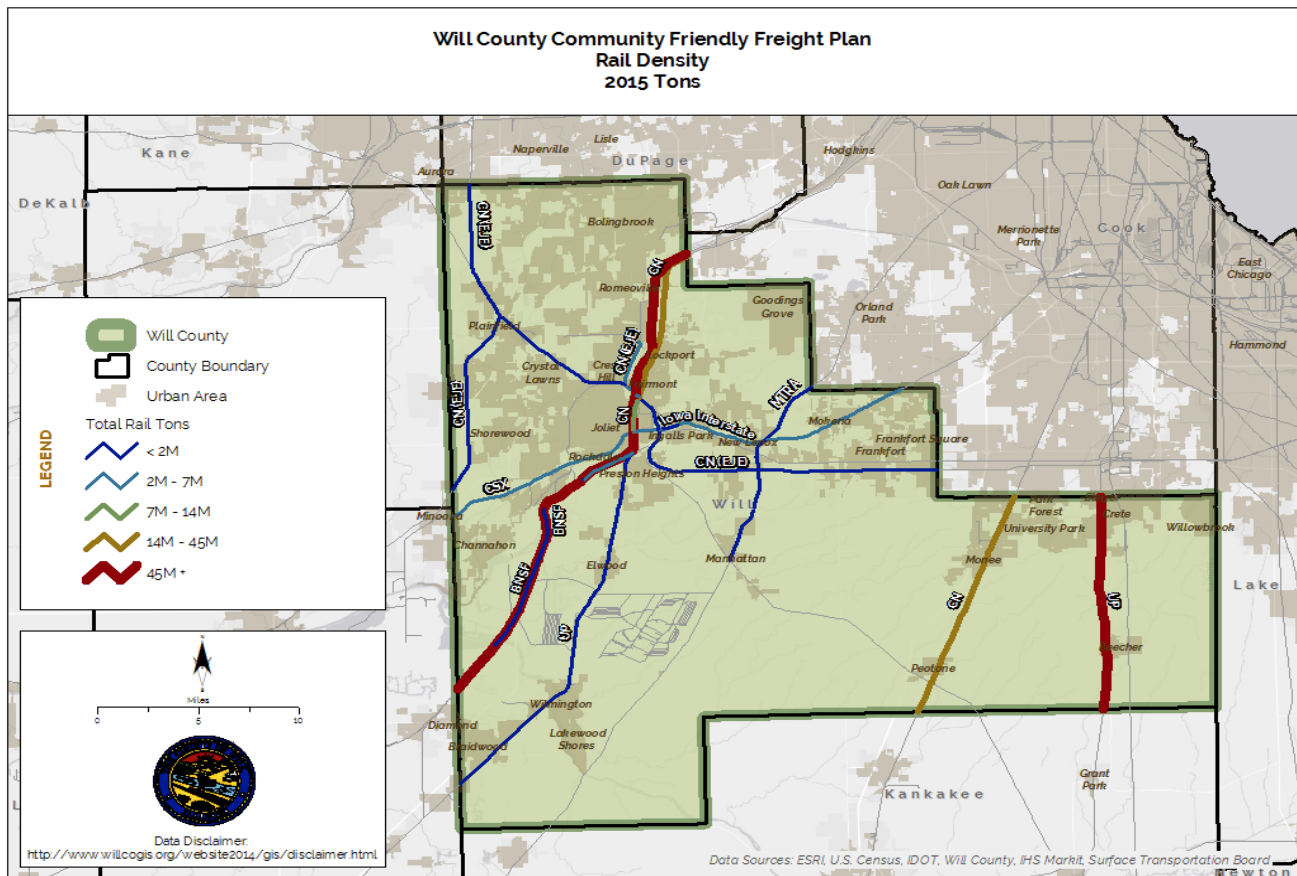 Will County Community Friendly Freight Plan
Rail Density
2015 Tons
Kane
DeKalb
Aurora
Naperville
Lisle
DuPage
Hodgkins
Oak Lawn
Merrionette
Park
Cook
East
Chicago
Hammond
Bolingbrook
CN (EJE)
CN
Romeoville
Goodings
Grove
Orland
Park
Plainfield
CN (EJE)
Lockport
Crystal
Lawns
Crest
Hill
Fairmont
CN (EJE)
CN
MTRA
Shorewood
Joliet
Iowa Interstate
Ingalls Park
New Lenox
Mokena
Frankfort Square
Frankfort
Rockdale
CN (EJE)
Preston Heights
CSX
Minooka
Will
BNSF
Channahon
Elwood
Manhattan
BNSF
UP
Park
Forest
University Park
Crete
Willowbrook
Monee
CN
UP
Lake
Beecher
Peotone
Wilmington
Diamond
Braidwood
Lakewood
Shores
Grant
Park
Kankakee
Newton
LEGEND
Will County
County Boundary
Urban Area
Total Rail Tons
< 2M
2M - 7M
7M - 14M
14M - 45M
45M +
N
Miles
0 5 10
Data Disclaimer:
http://www.willcogis.org/website2014/gis/disclaimer.html
Data Sources: ESRI, U.S. Census, IDOT, Will County, IHS Markit, Surface Transportation Board